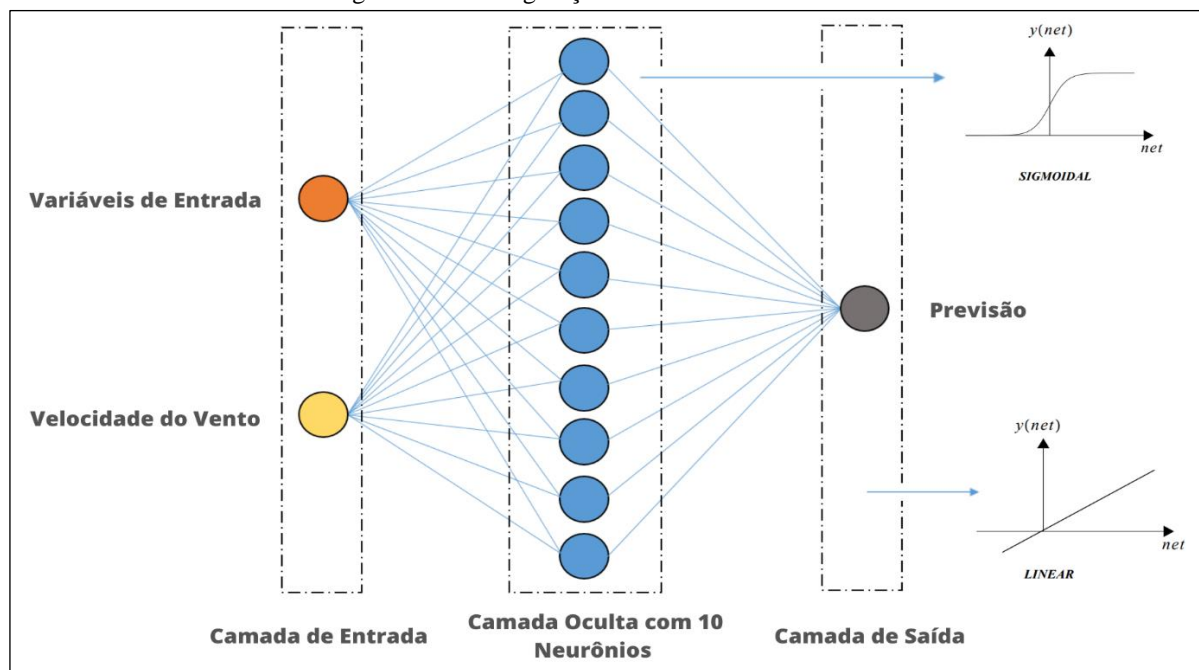 y(net)
net
SIGMOIDAL
Variáveis de Entrada
Previsão
Velocidade do Vento
y(net)
net
LINEAR
Camada de Entrada
Camada Oculta com 10
Neurônios
Camada de Saída